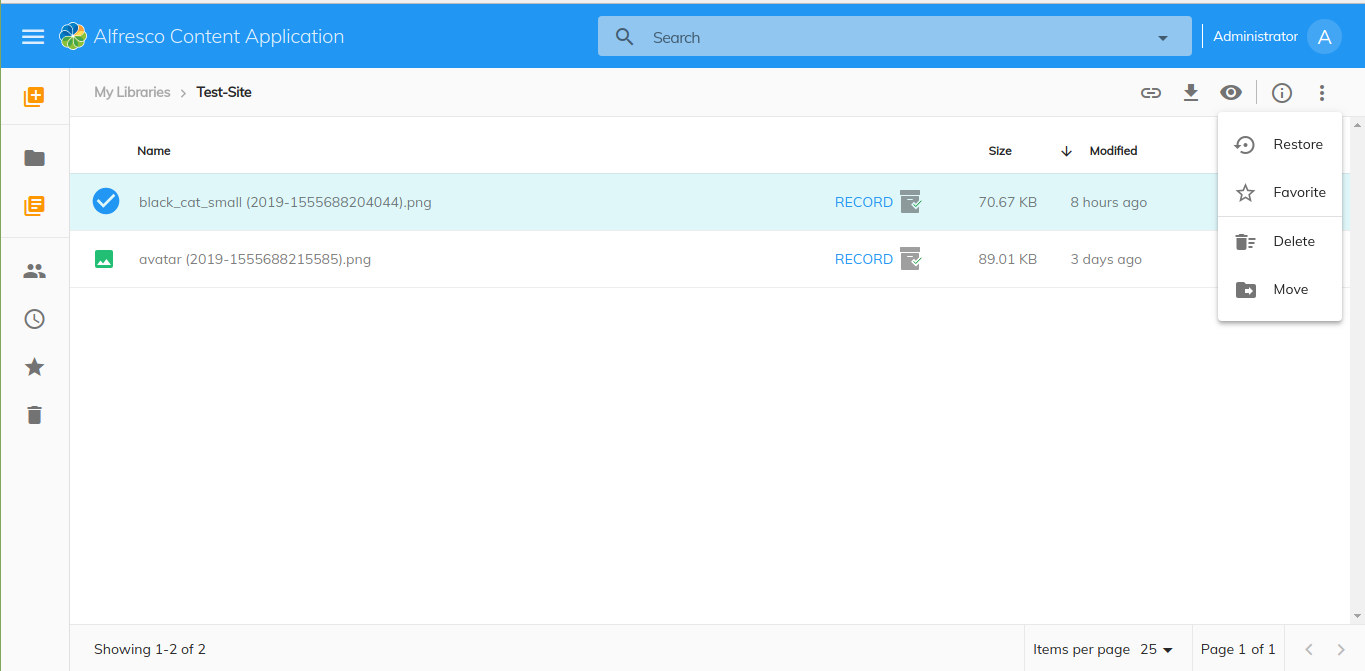 Alfresco Content Application
Search
Administrator A
My Libraries > Test-Site
Name Size Modified
black_cat_small (2019-1555688204044).png RECORD 70.67 KB 8 hours ago
avatar (2019-1555688215585).png RECORD 89.01 KB 3 days ago
Restore
Favorite
Delete
Move
Showing 1-2 of 2 Items per page 25 Page 1 of 1